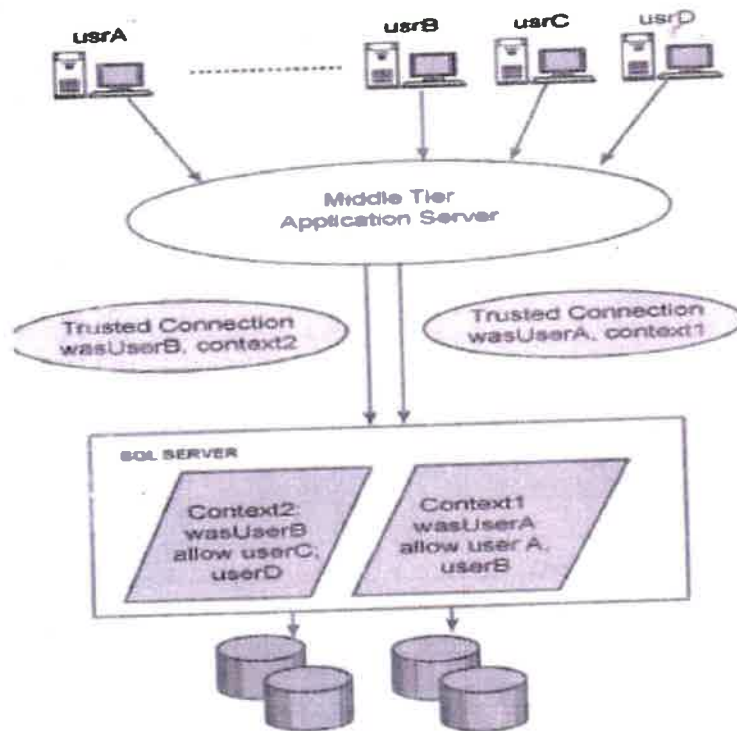 usrA
usrB
usrC
usrD
Middle Tier
Application Server
Trusted Connection
wasUserB, context2
Trusted Connection
wasUserA, context1
SQL SERVER
Context2:
wasUserB
allow userC,
userD
Context1
wasUserA
allow user A,
userB